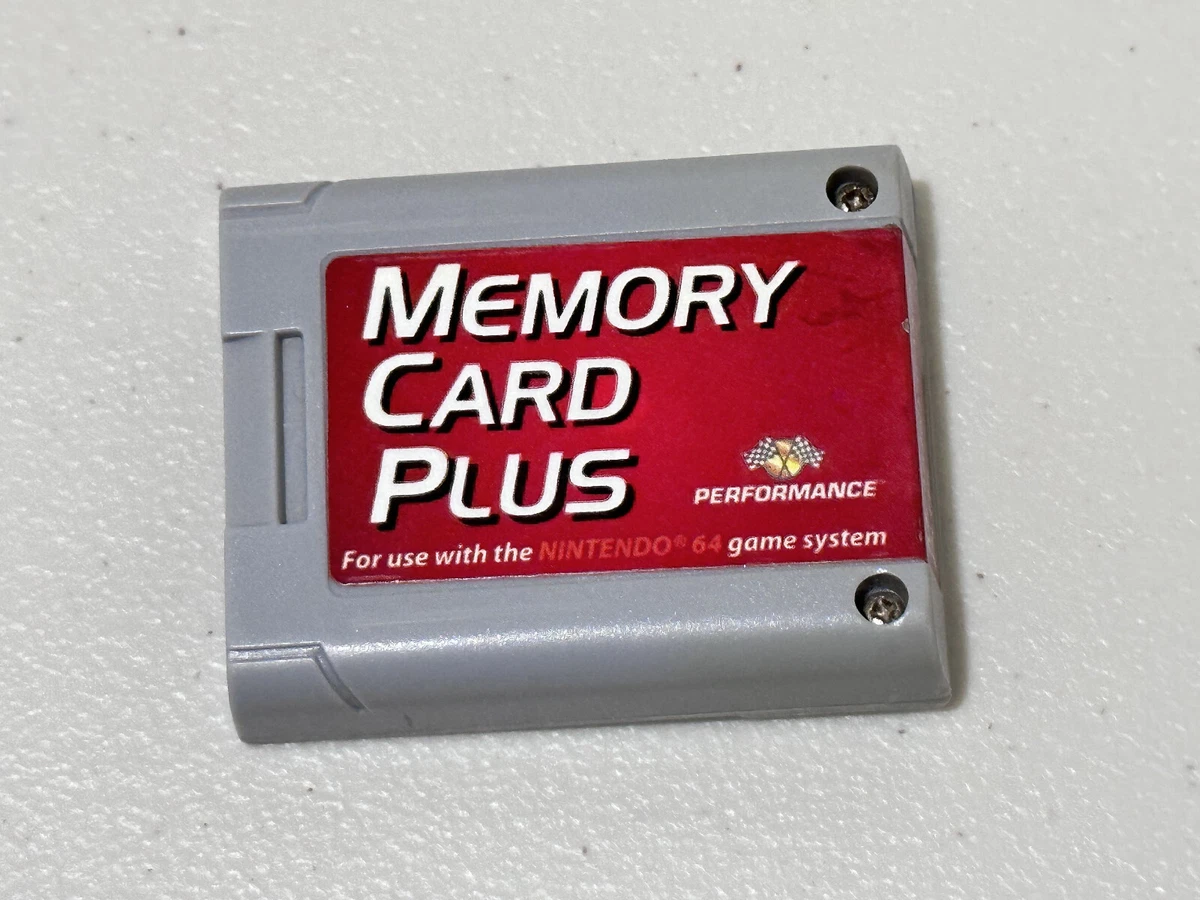 MEMORY
CARD
PLUS
PERFORMANCE
For use with the NINTENDO® 64 game system